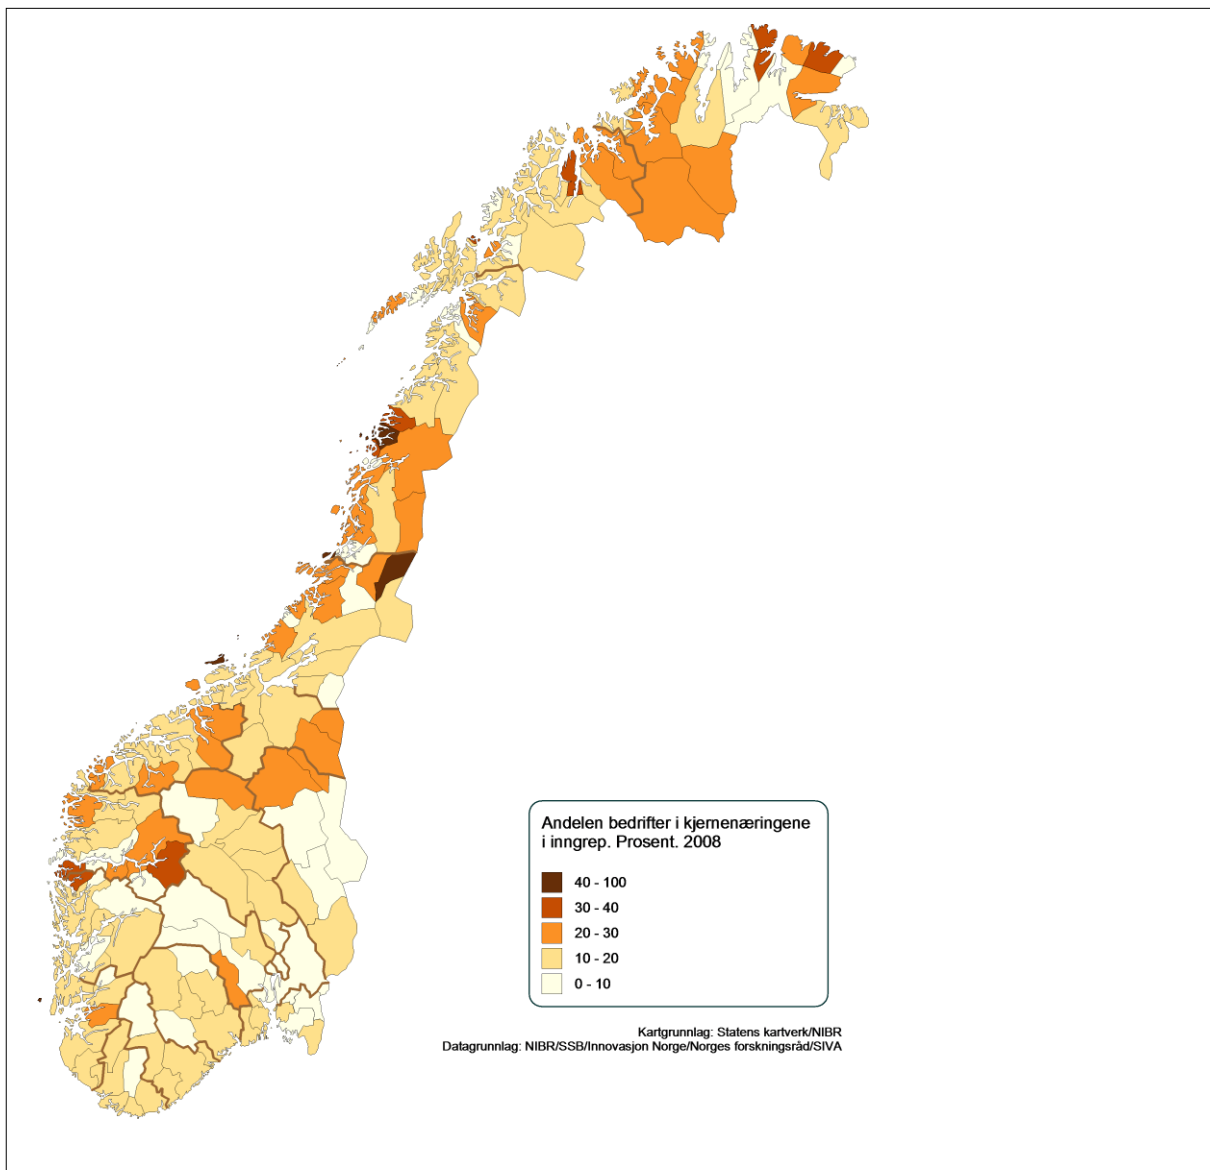 Andelen bedrifter i kjernenæringene
i inngrep. Prosent. 2008
40 - 100
30 - 40
20 - 30
10 - 20
0 - 10
Kartgrunnlag: Statens kartverk/NIBR
Datagrunnlag: NIBR/SSB/Innovasjon Norge/Norges forskningsråd/SIVA